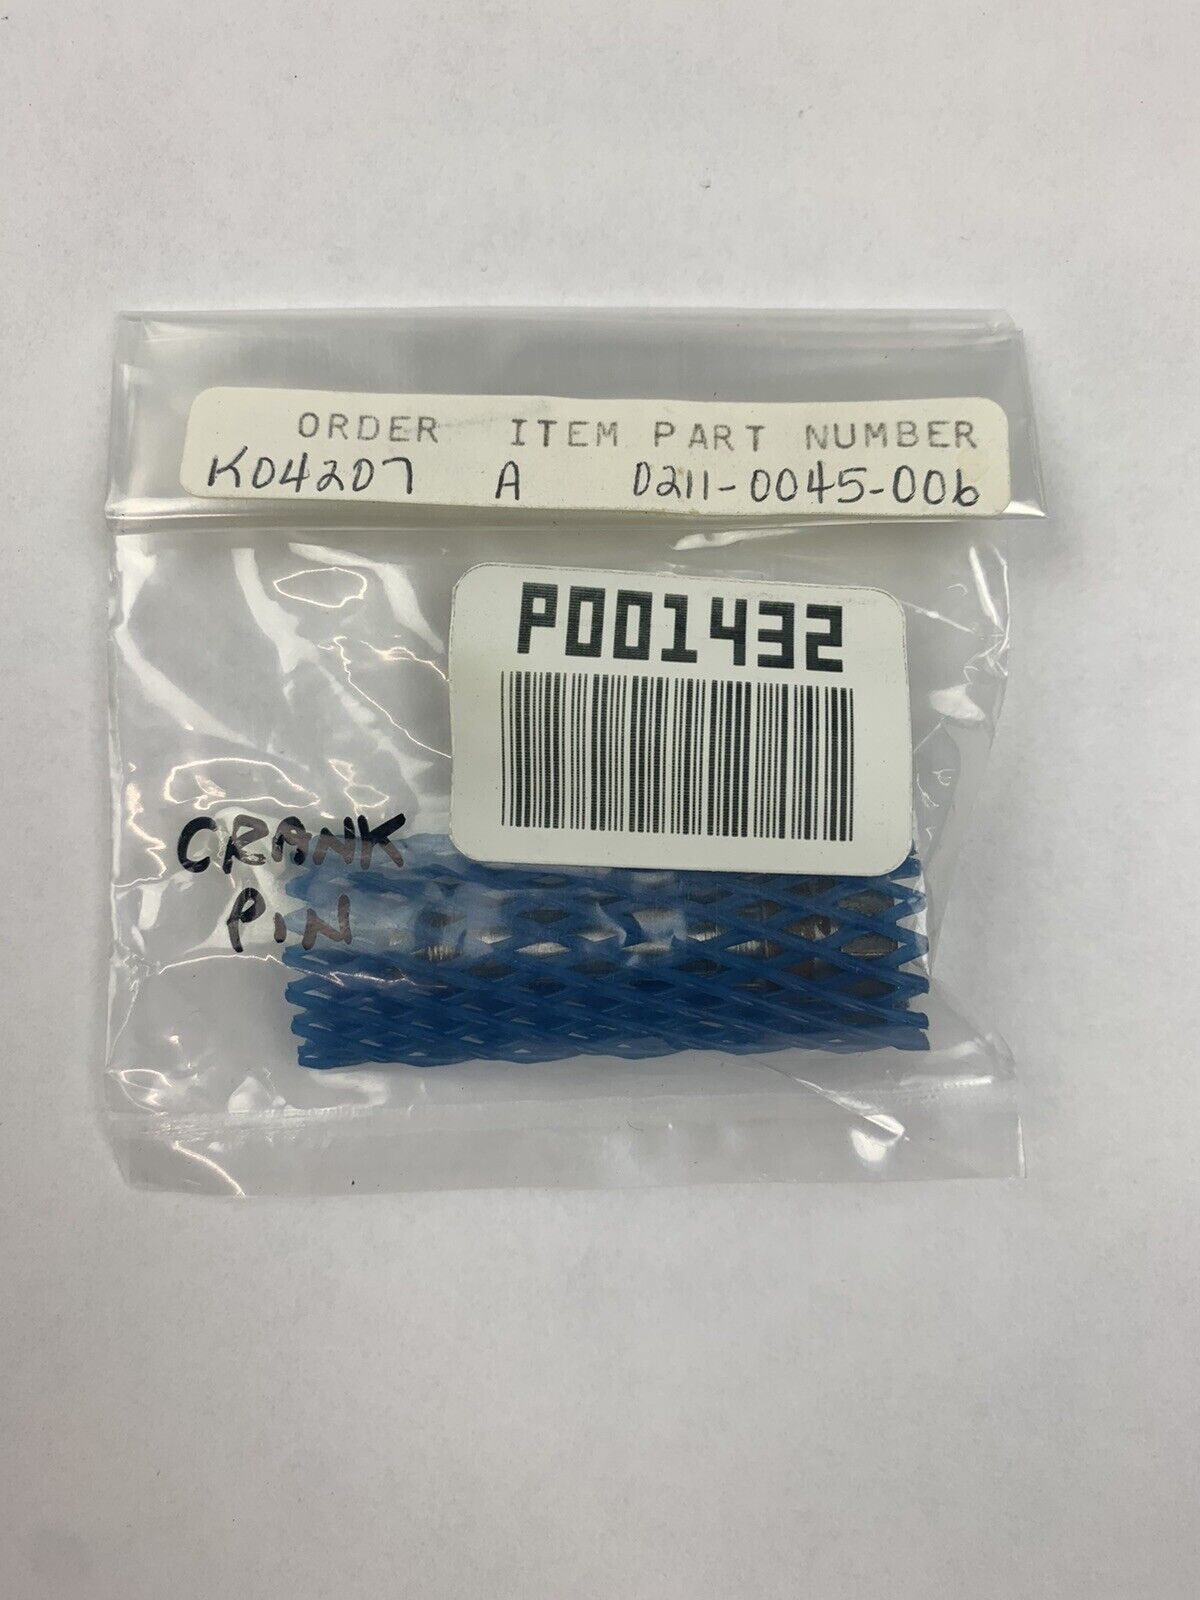 ORDER ITEM PART NUMBER
K04207 A 0211-0045-006
P001432
CRANK
PIN